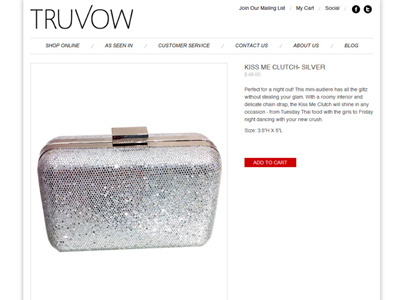 TRUVOW
Join Our Mailing List / My Cart / Social /
SHOP ONLINE / AS SEEN IN / CUSTOMER SERVICE / CONTACT US / ABOUT US / BLOG
KISS ME CLUTCH- SILVER
Perfect for a night out! This mini-audiere has all the glitz
without stealing your glam. With a roomy interior and
delicate chain strap, the Kiss Me Clutch will shine in any
occasion - from Tuesday Thai food with the girls to Friday
night dancing with your new crush.
Size: 3.5"H X 5"L
ADD TO CART